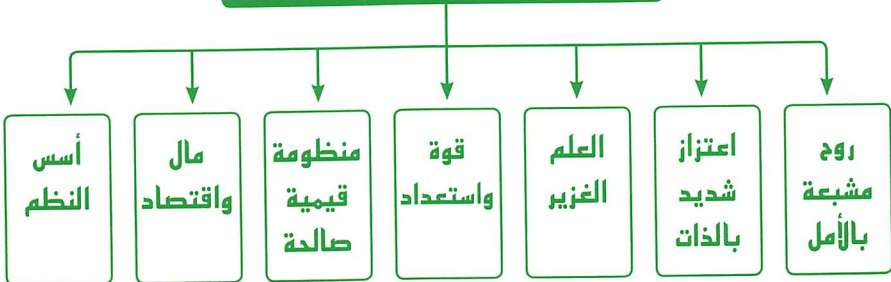 روح
مشبعة
بالأمل
اعتزاز
شديد
بالذات
العلم
الغزير
قوة
واستعداد
منظومة
قيمية
صالحة
مال
واقتصاد
أسس
النظم